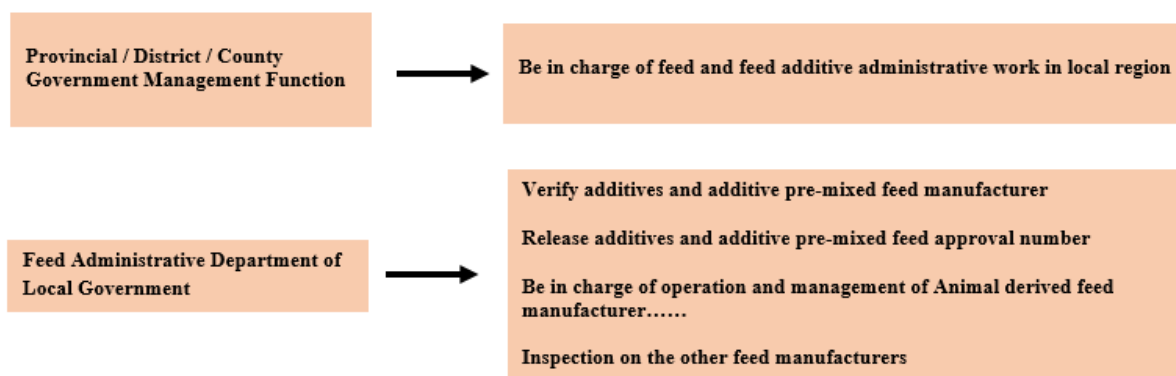 Provincial / District / County
Government Management Function
Be in charge of feed and feed additive administrative work in local region
Feed Administrative Department of
Local Government
Verify additives and additive pre-mixed feed manufacturer
Release additives and additive pre-mixed feed approval number
Be in charge of operation and management of Animal derived feed
manufacturer......
Inspection on the other feed manufacturers